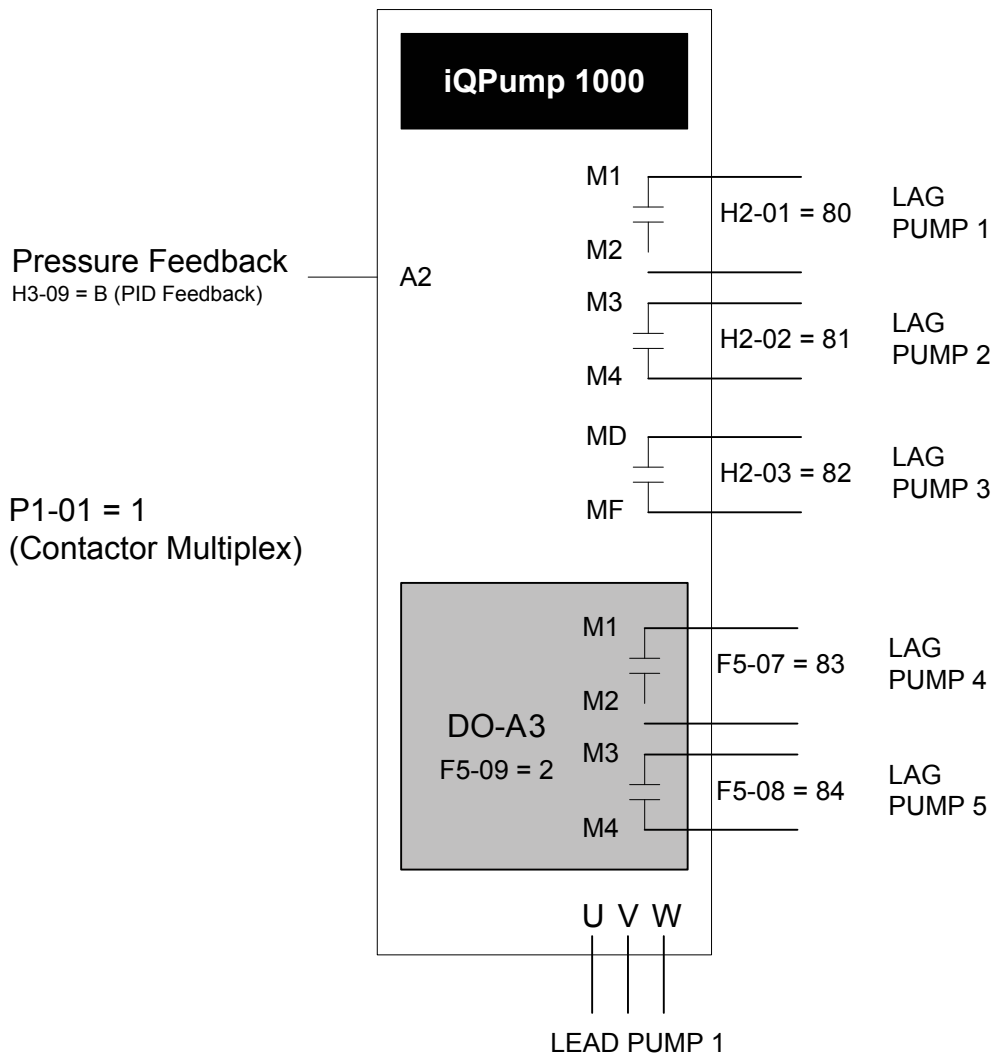 iQPump 1000
M1
H2-01 = 80
LAG
PUMP 1
M2
Pressure Feedback
H3-09 = B (PID Feedback)
A2
M3
H2-02 = 81
LAG
PUMP 2
M4
MD
H2-03 = 82
LAG
PUMP 3
MF
P1-01 = 1
(Contactor Multiplex)
M1
F5-07 = 83
LAG
PUMP 4
M2
DO-A3
F5-09 = 2
M3
F5-08 = 84
LAG
PUMP 5
M4
U V W
LEAD PUMP 1